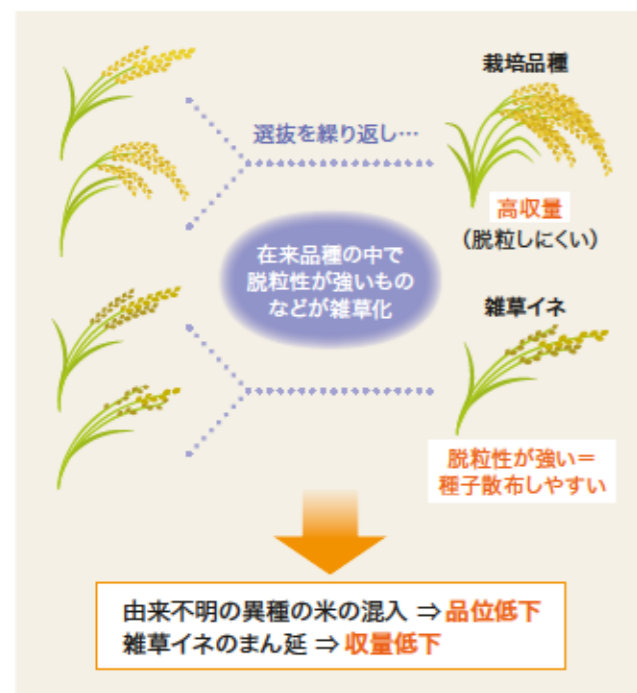 栽培品種
選抜を繰り返し…
高収量
（脱粒しにくい）
在来品種の中で
脱粒性が強いもの
などが雑草化
雑草イネ
脱粒性が強い＝
種子散布しやすい
由来不明の異種の米の混入 ⇒ 品位低下
雑草イネのまん延 ⇒ 収量低下